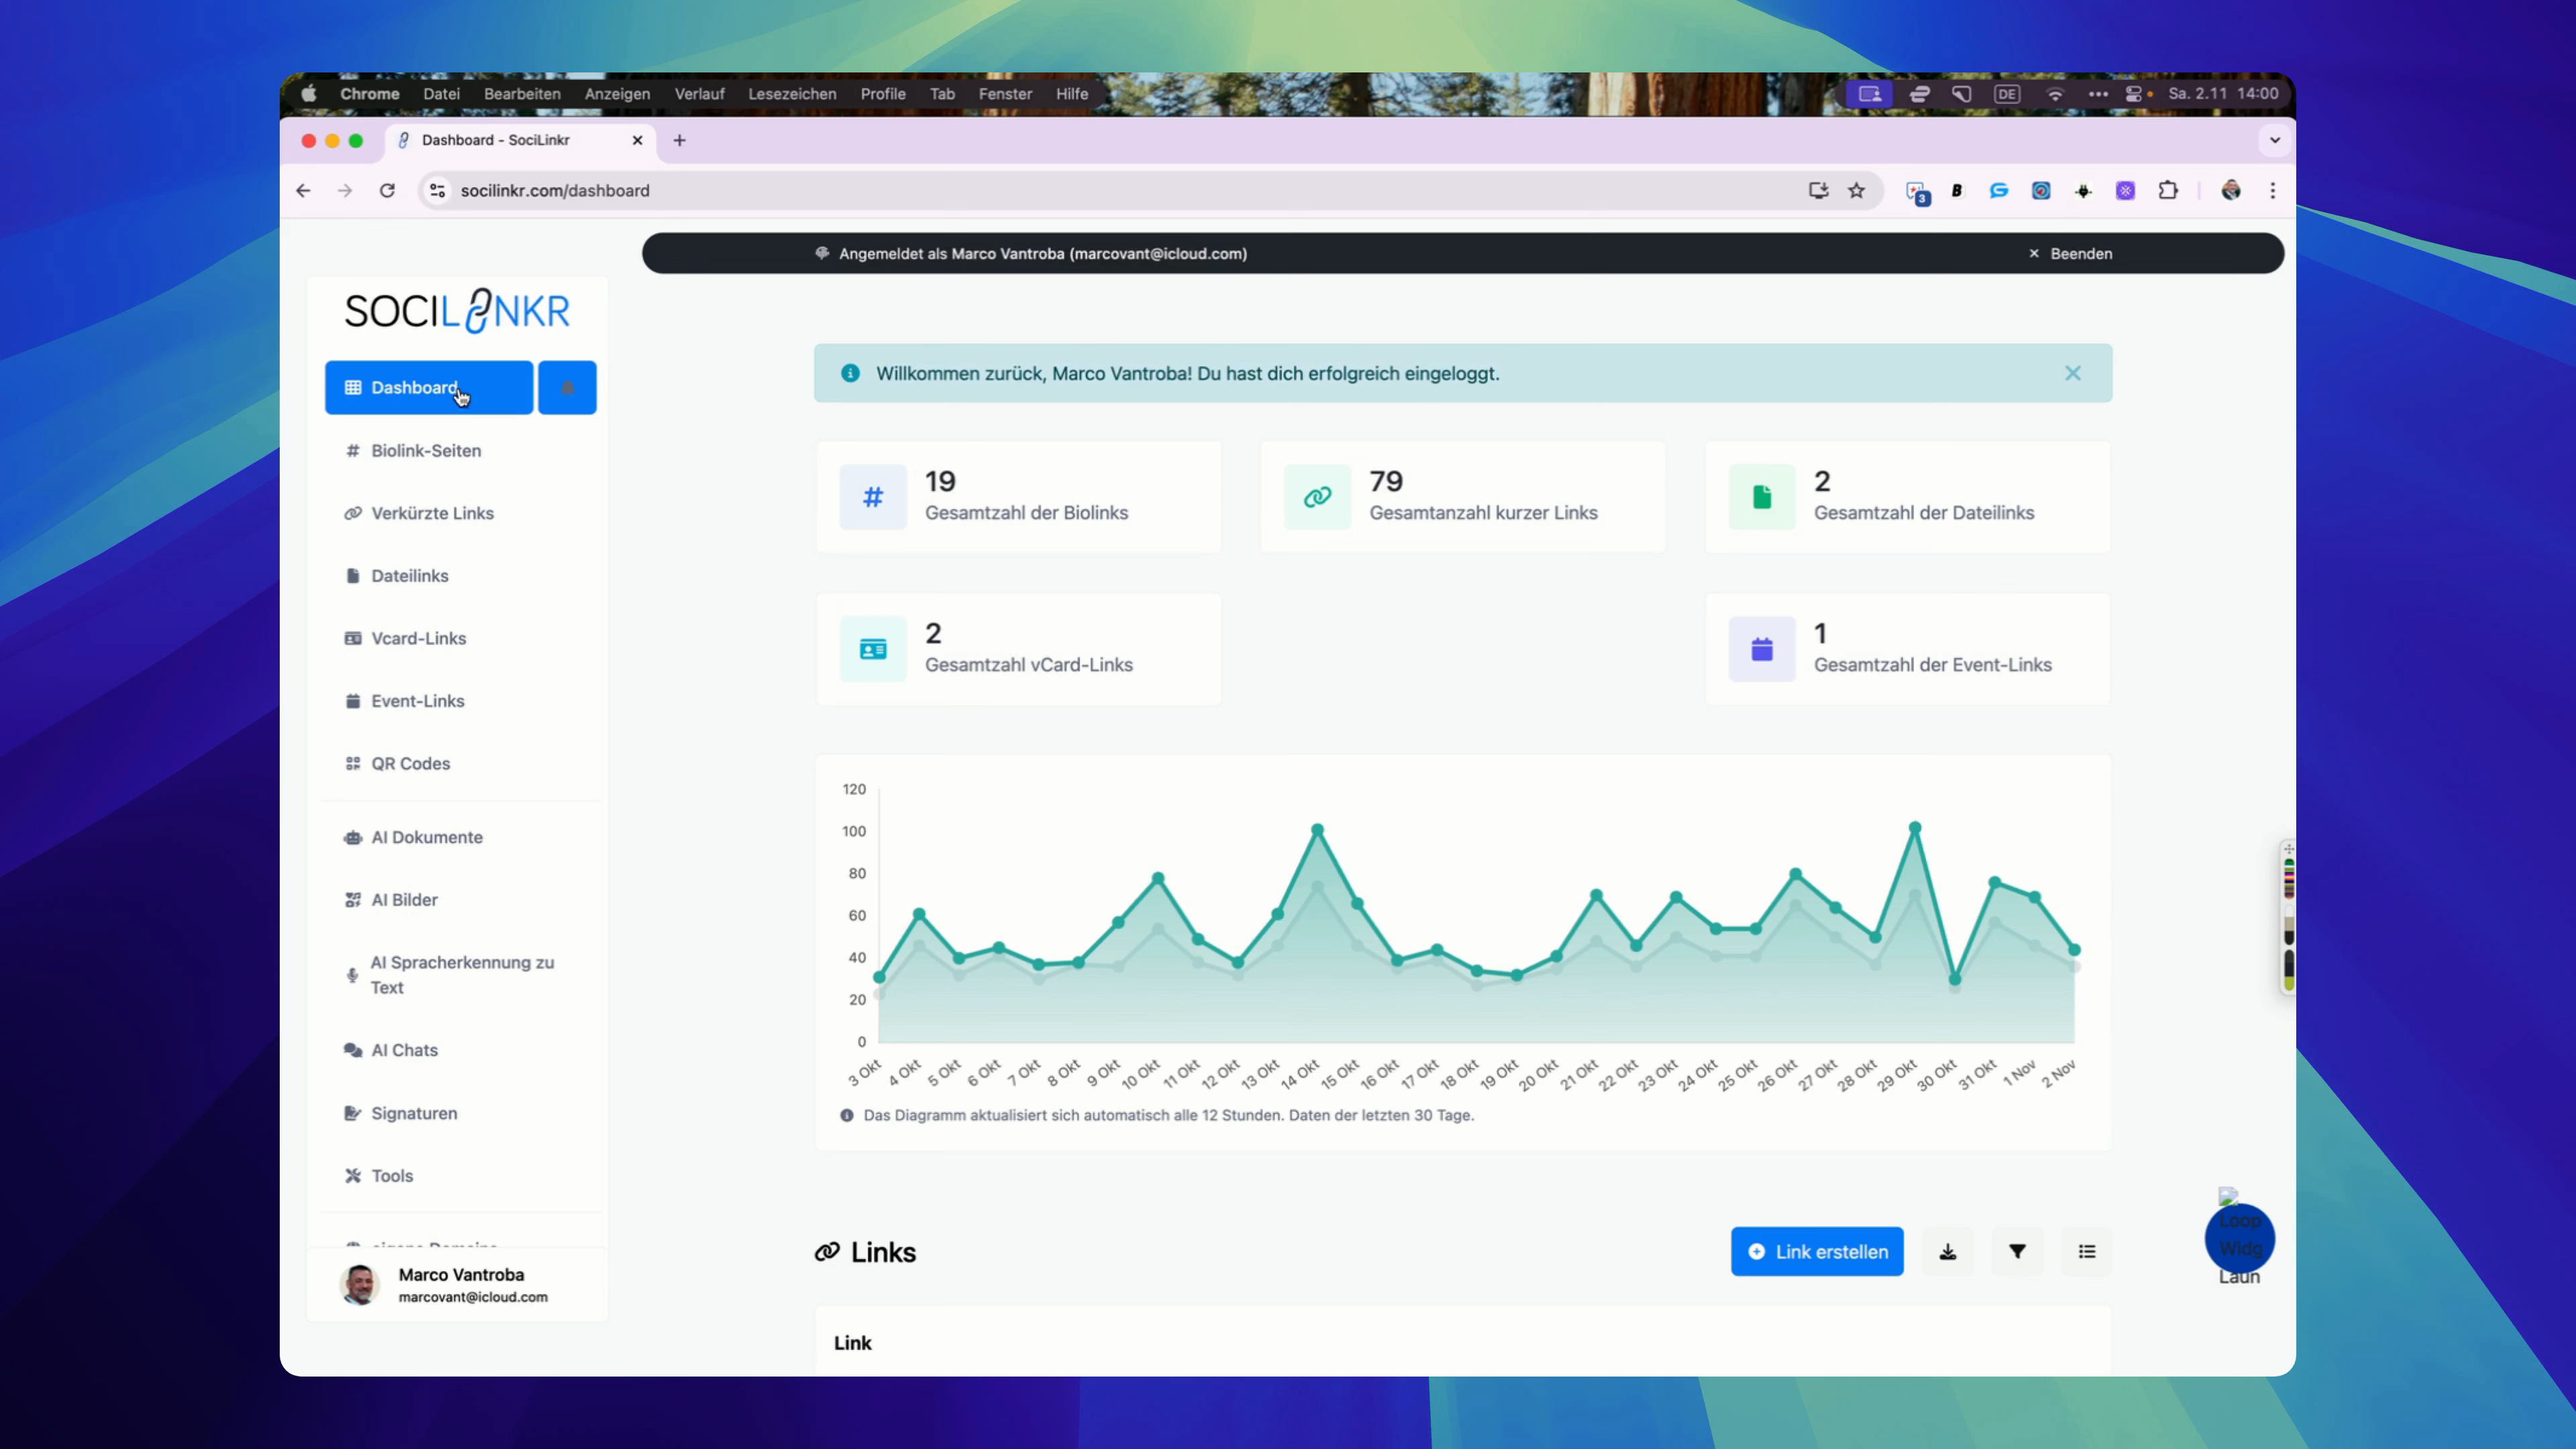 Chrome Datei Bearbeiten Anzeigen Verlauf Lesezeichen Profile Tab Fenster Hilfe DE Sa. 2.11 14:00
Dashboard - SociLinkr
socilinkr.com/dashboard
3
B
Angemeldet als Marco Vantroba (marcovant@icloud.com)
Beenden
SOCILINKR
Dashboard
Biolink-Seiten
Verkürzte Links
Dateilinks
Vcard-Links
Event-Links
QR Codes
AI Dokumente
AI Bilder
AI Spracherkennung zu
Text
AI Chats
Signaturen
Tools
eigene Domains
Marco Vantroba
marcovant@icloud.com
Willkommen zurück, Marco Vantroba! Du hast dich erfolgreich eingeloggt.
19
Gesamtzahl der Biolinks
79
Gesamtanzahl kurzer Links
2
Gesamtzahl der Dateilinks
2
Gesamtzahl vCard-Links
1
Gesamtzahl der Event-Links
120
100
80
60
40
20
0
3 Okt 4 Okt 5 Okt 6 Okt 7 Okt 8 Okt 9 Okt 10 Okt 11 Okt 12 Okt 13 Okt 14 Okt 15 Okt 16 Okt 17 Okt 18 Okt 19 Okt 20 Okt 21 Okt 22 Okt 23 Okt 24 Okt 25 Okt 26 Okt 27 Okt 28 Okt 29 Okt 30 Okt 31 Okt 1 Nov 2 Nov
Das Diagramm aktualisiert sich automatisch alle 12 Stunden. Daten der letzten 30 Tage.
Links
Link erstellen
Loop
Widg
Laun
Link